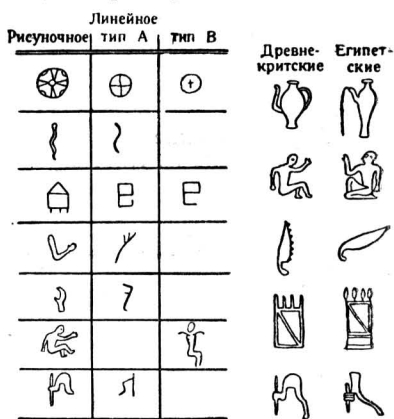 Линейное
Рисуночное тип А тип В
Древне-критские
Египет-ские